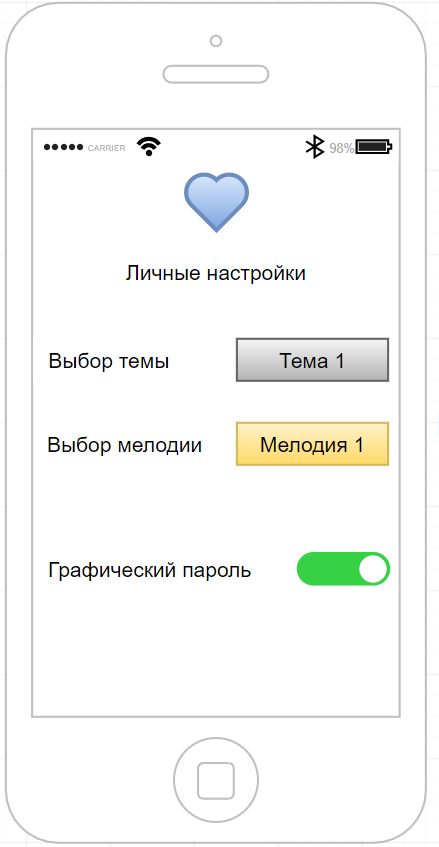 CARRIER 98%
Личные настройки
Выбор темы Тема 1
Выбор мелодии Мелодия 1
Графический пароль